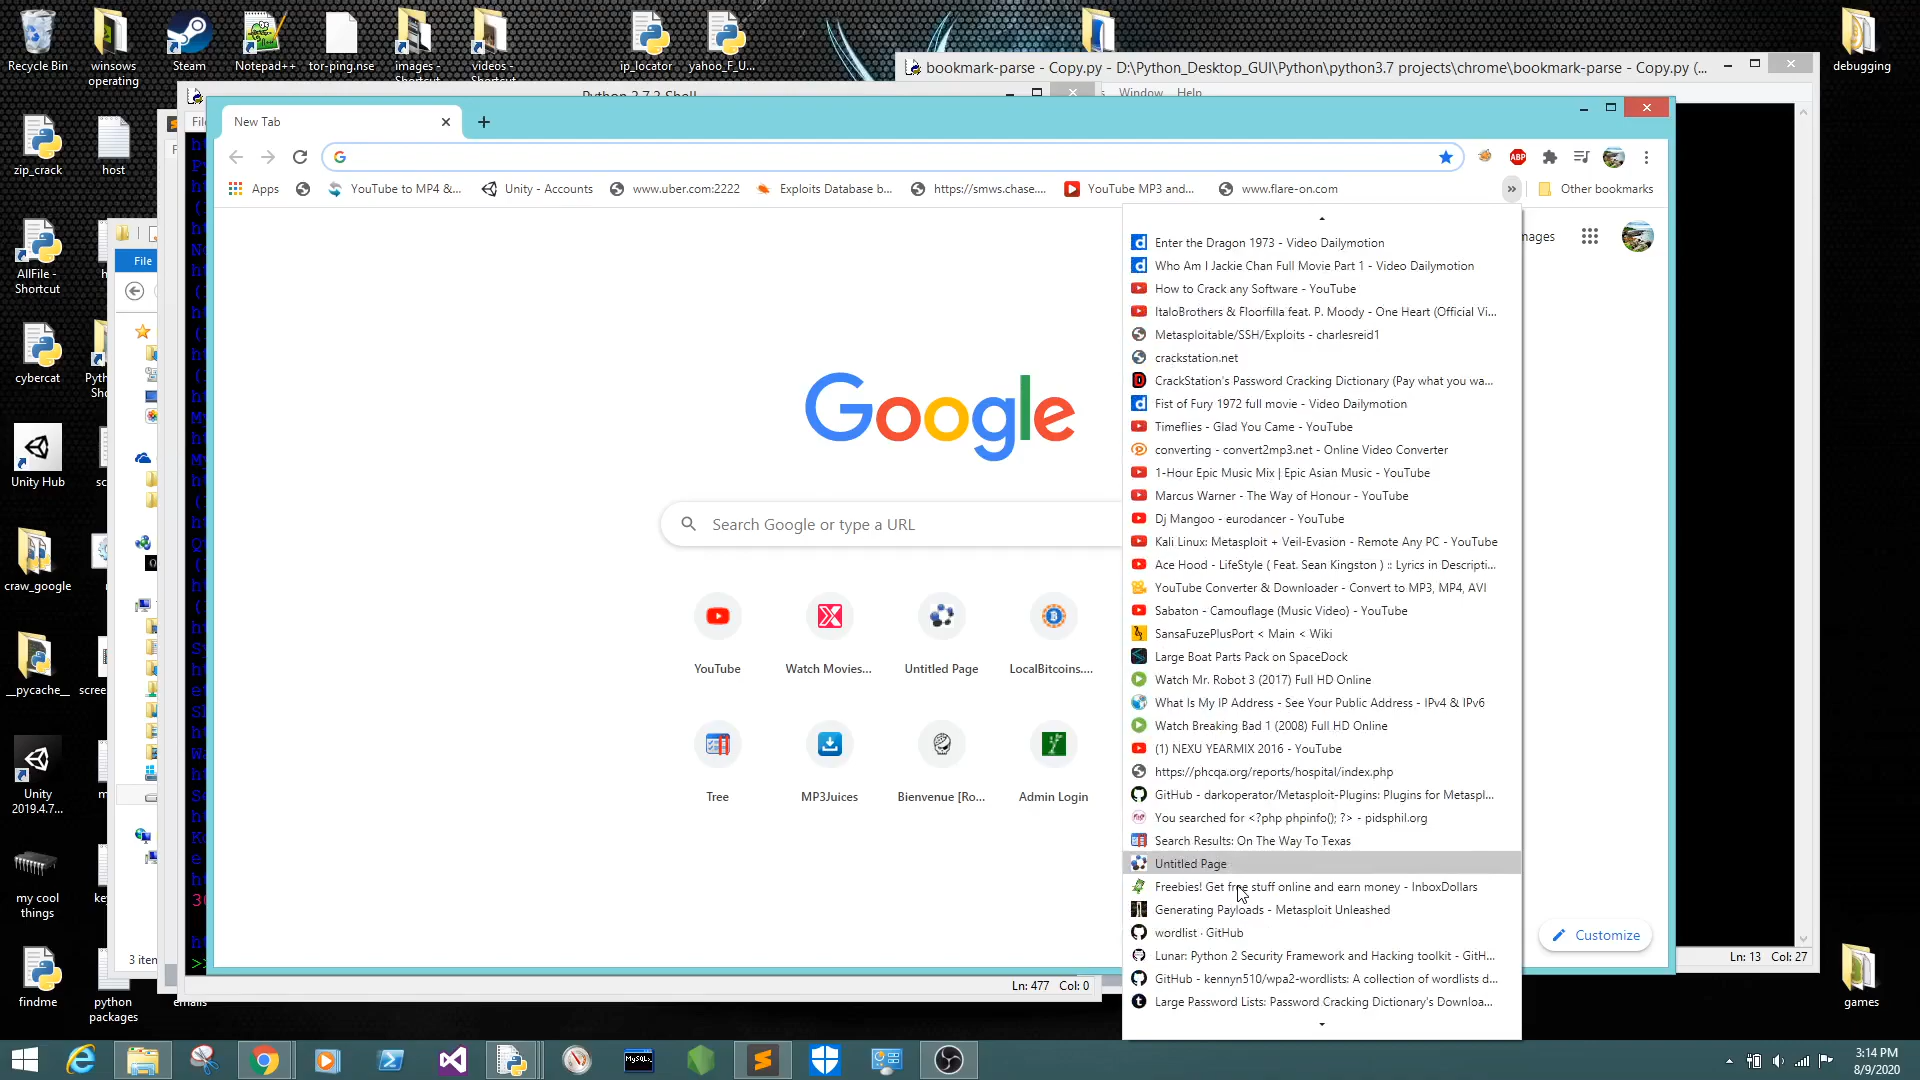 Recycle Bin
winsows
operating
Steam
Notepad++
tor-ping.nse
images -
Shortcut
videos -
Shortcut
ip_locator
yahoo_F_U...
debugging
bookmark-parse - Copy.py - D:\Python_Desktop_GUI\Python\python3.7 projects\chrome\bookmark-parse - Copy.py (...
Window Help
Python 3.7.3 Shell
New Tab
Apps
YouTube to MP4 &...
Unity - Accounts
www.uber.com:2222
Exploits Database b...
https://smws.chase....
YouTube MP3 and...
www.flare-on.com
»
Other bookmarks
ABP
zip_crack
host
File
AllFile -
Shortcut
cybercat
Unity Hub
craw_google
__pycache__
Unity
2019.4.7...
my cool
things
findme
python
packages
emails
3 iten
games
Google
Search Google or type a URL
YouTube
Watch Movies...
Untitled Page
LocalBitcoins....
Tree
MP3Juices
Bienvenue [Ro...
Admin Login
Customize
Enter the Dragon 1973 - Video Dailymotion
Who Am I Jackie Chan Full Movie Part 1 - Video Dailymotion
How to Crack any Software - YouTube
ItaloBrothers & Floorfilla feat. P. Moody - One Heart (Official Vi...
Metasploitable/SSH/Exploits - charlesreid1
crackstation.net
CrackStation's Password Cracking Dictionary (Pay what you wa...
Fist of Fury 1972 full movie - Video Dailymotion
Timeflies - Glad You Came - YouTube
converting - convert2mp3.net - Online Video Converter
1-Hour Epic Music Mix | Epic Asian Music - YouTube
Marcus Warner - The Way of Honour - YouTube
Dj Mangoo - eurodancer - YouTube
Kali Linux: Metasploit + Veil-Evasion - Remote Any PC - YouTube
Ace Hood - LifeStyle ( Feat. Sean Kingston ) :: Lyrics in Descripti...
YouTube Converter & Downloader - Convert to MP3, MP4, AVI
Sabaton - Camouflage (Music Video) - YouTube
SansaFuzePlusPort < Main < Wiki
Large Boat Parts Pack on SpaceDock
Watch Mr. Robot 3 (2017) Full HD Online
What Is My IP Address - See Your Public Address - IPv4 & IPv6
Watch Breaking Bad 1 (2008) Full HD Online
(1) NEXU YEARMIX 2016 - YouTube
https://phcqa.org/reports/hospital/index.php
GitHub - darkoperator/Metasploit-Plugins: Plugins for Metaspl...
You searched for <?php phpinfo(); ?> - pidsphil.org
Search Results: On The Way To Texas
Untitled Page
Freebies! Get free stuff online and earn money - InboxDollars
Generating Payloads - Metasploit Unleashed
wordlist · GitHub
Lunar: Python 2 Security Framework and Hacking toolkit - GitH...
GitHub - kennyn510/wpa2-wordlists: A collection of wordlists d...
Large Password Lists: Password Cracking Dictionary's Downloa...
Ln: 13 Col: 27
Ln: 477 Col: 0
3:14 PM
8/9/2020